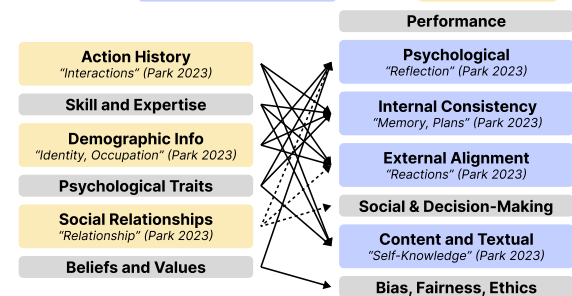 Performance
Action History
“Interactions” (Park 2023)
Skill and Expertise
Demographic Info
“Identity, Occupation” (Park 2023)
Psychological Traits
Social Relationships
“Relationship” (Park 2023)
Beliefs and Values
Psychological
“Reflection” (Park 2023)
Internal Consistency
“Memory, Plans” (Park 2023)
External Alignment
“Reactions” (Park 2023)
Social & Decision-Making
Content and Textual
“Self-Knowledge” (Park 2023)
Bias, Fairness, Ethics